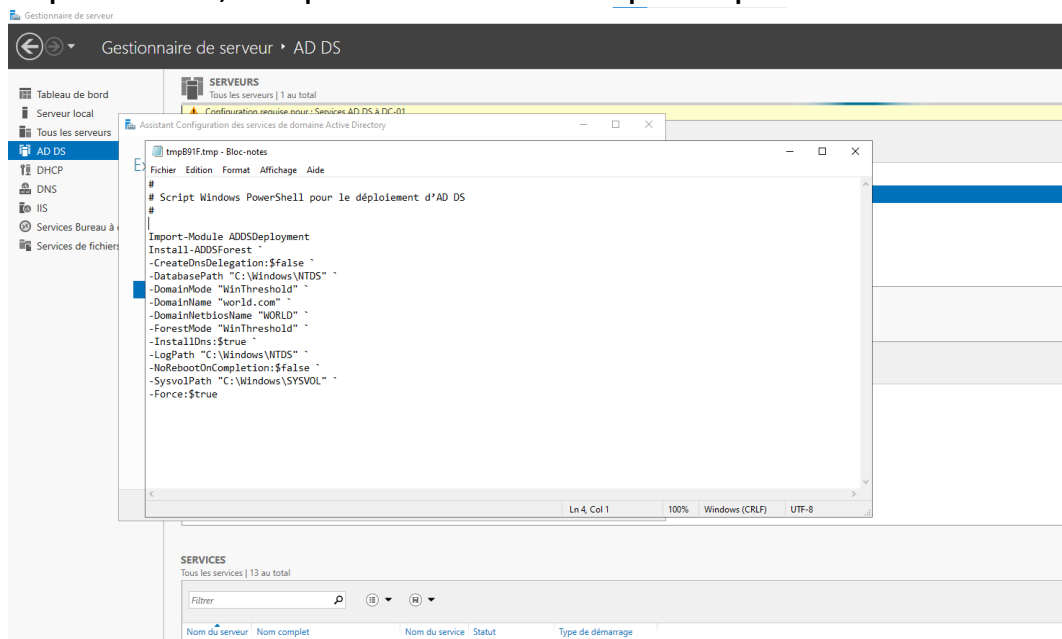 Gestionnaire de serveur
Gestionnaire de serveur • AD DS
Tableau de bord
Serveur local
Tous les serveurs
AD DS
DHCP
DNS
IIS
Services Bureau à
Services de fichiers
SERVEURS
Tous les serveurs | 1 au total
Configuration requise pour : Services AD DS à DC-01
Assistant Configuration des services de domaine Active Directory
tmpB91F.tmp - Bloc-notes
Fichier Edition Format Affichage Aide
#
# Script Windows PowerShell pour le déploiement d’AD DS
#
Import-Module ADDSDeployment
Install-ADDSForest `
-CreateDnsDelegation:$false `
-DatabasePath "C:\Windows\NTDS" `
-DomainMode "WinThreshold" `
-DomainName "world.com" `
-DomainNetbiosName "WORLD" `
-ForestMode "WinThreshold" `
-InstallDns:$true `
-LogPath "C:\Windows\NTDS" `
-NoRebootOnCompletion:$false `
-SysvolPath "C:\Windows\SYSVOL" `
-Force:$true
Ln 4, Col 1 100% Windows (CRLF) UTF-8
SERVICES
Tous les services | 13 au total
Filtrer
Nom du serveur Nom complet Nom du service Statut Type de démarrage